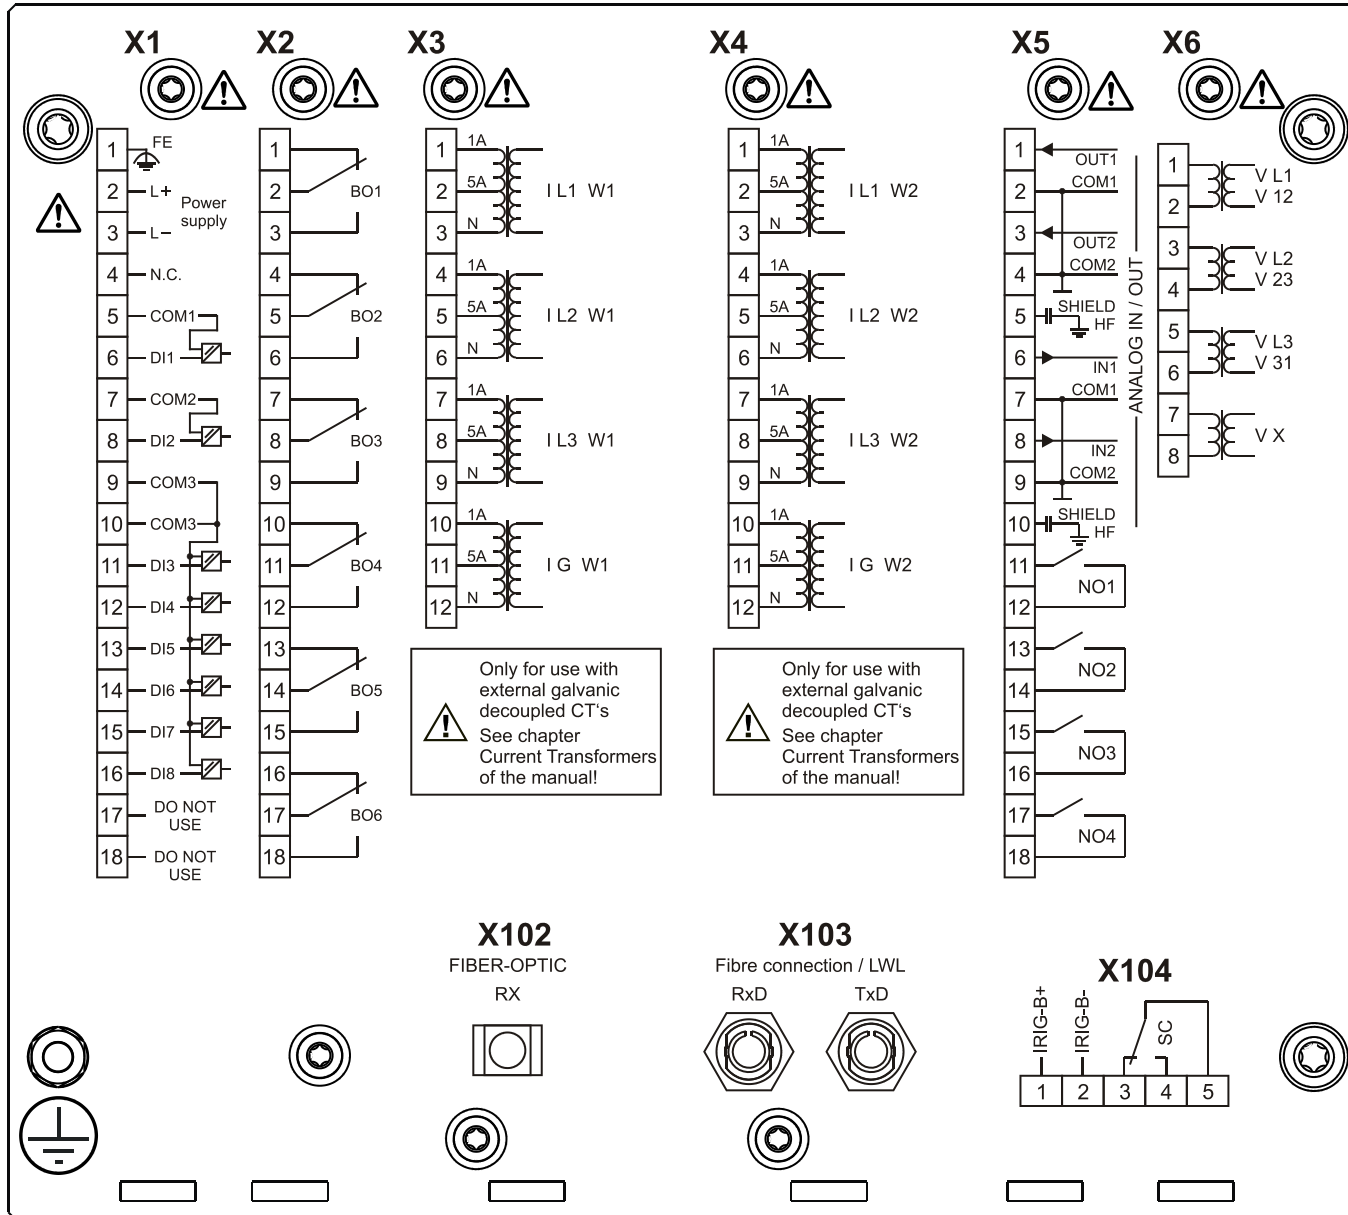 X1 X2 X3 X4 X5 X6
1 FE
2 L+
3 L−
Power
supply
4 N.C.
5 COM1
6 DI1
7 COM2
8 DI2
9 COM3
10 COM3
11 DI3
12 DI4
13 DI5
14 DI6
15 DI7
16 DI8
17 DO NOT
USE
18 DO NOT
USE
1
2 BO1
3
4
5 BO2
6
7
8 BO3
9
10
11 BO4
12
13
14 BO5
15
16
17 BO6
18
1 1A
2 5A I L1 W1
3 N
4 1A
5 5A I L2 W1
6 N
7 1A
8 5A I L3 W1
9 N
10 1A
11 5A I G W1
12 N
Only for use with
external galvanic
decoupled CT‘s
See chapter
Current Transformers
of the manual!
1 1A
2 5A I L1 W2
3 N
4 1A
5 5A I L2 W2
6 N
7 1A
8 5A I L3 W2
9 N
10 1A
11 5A I G W2
12 N
Only for use with
external galvanic
decoupled CT‘s
See chapter
Current Transformers
of the manual!
1 OUT1
2 COM1
3 OUT2
4 COM2
5 SHIELD
HF
6 IN1
7 COM1
8 IN2
9 COM2
10 SHIELD
HF
ANALOG IN / OUT
11
NO1
12
13
NO2
14
15
NO3
16
17
NO4
18
1 V L1
2 V 12
3 V L2
4 V 23
5 V L3
6 V 31
7
V X
8
X102
FIBER-OPTIC
RX
X103
Fibre connection / LWL
RxD TxD
X104
IRIG-B+
IRIG-B-
SC
1 2 3 4 5